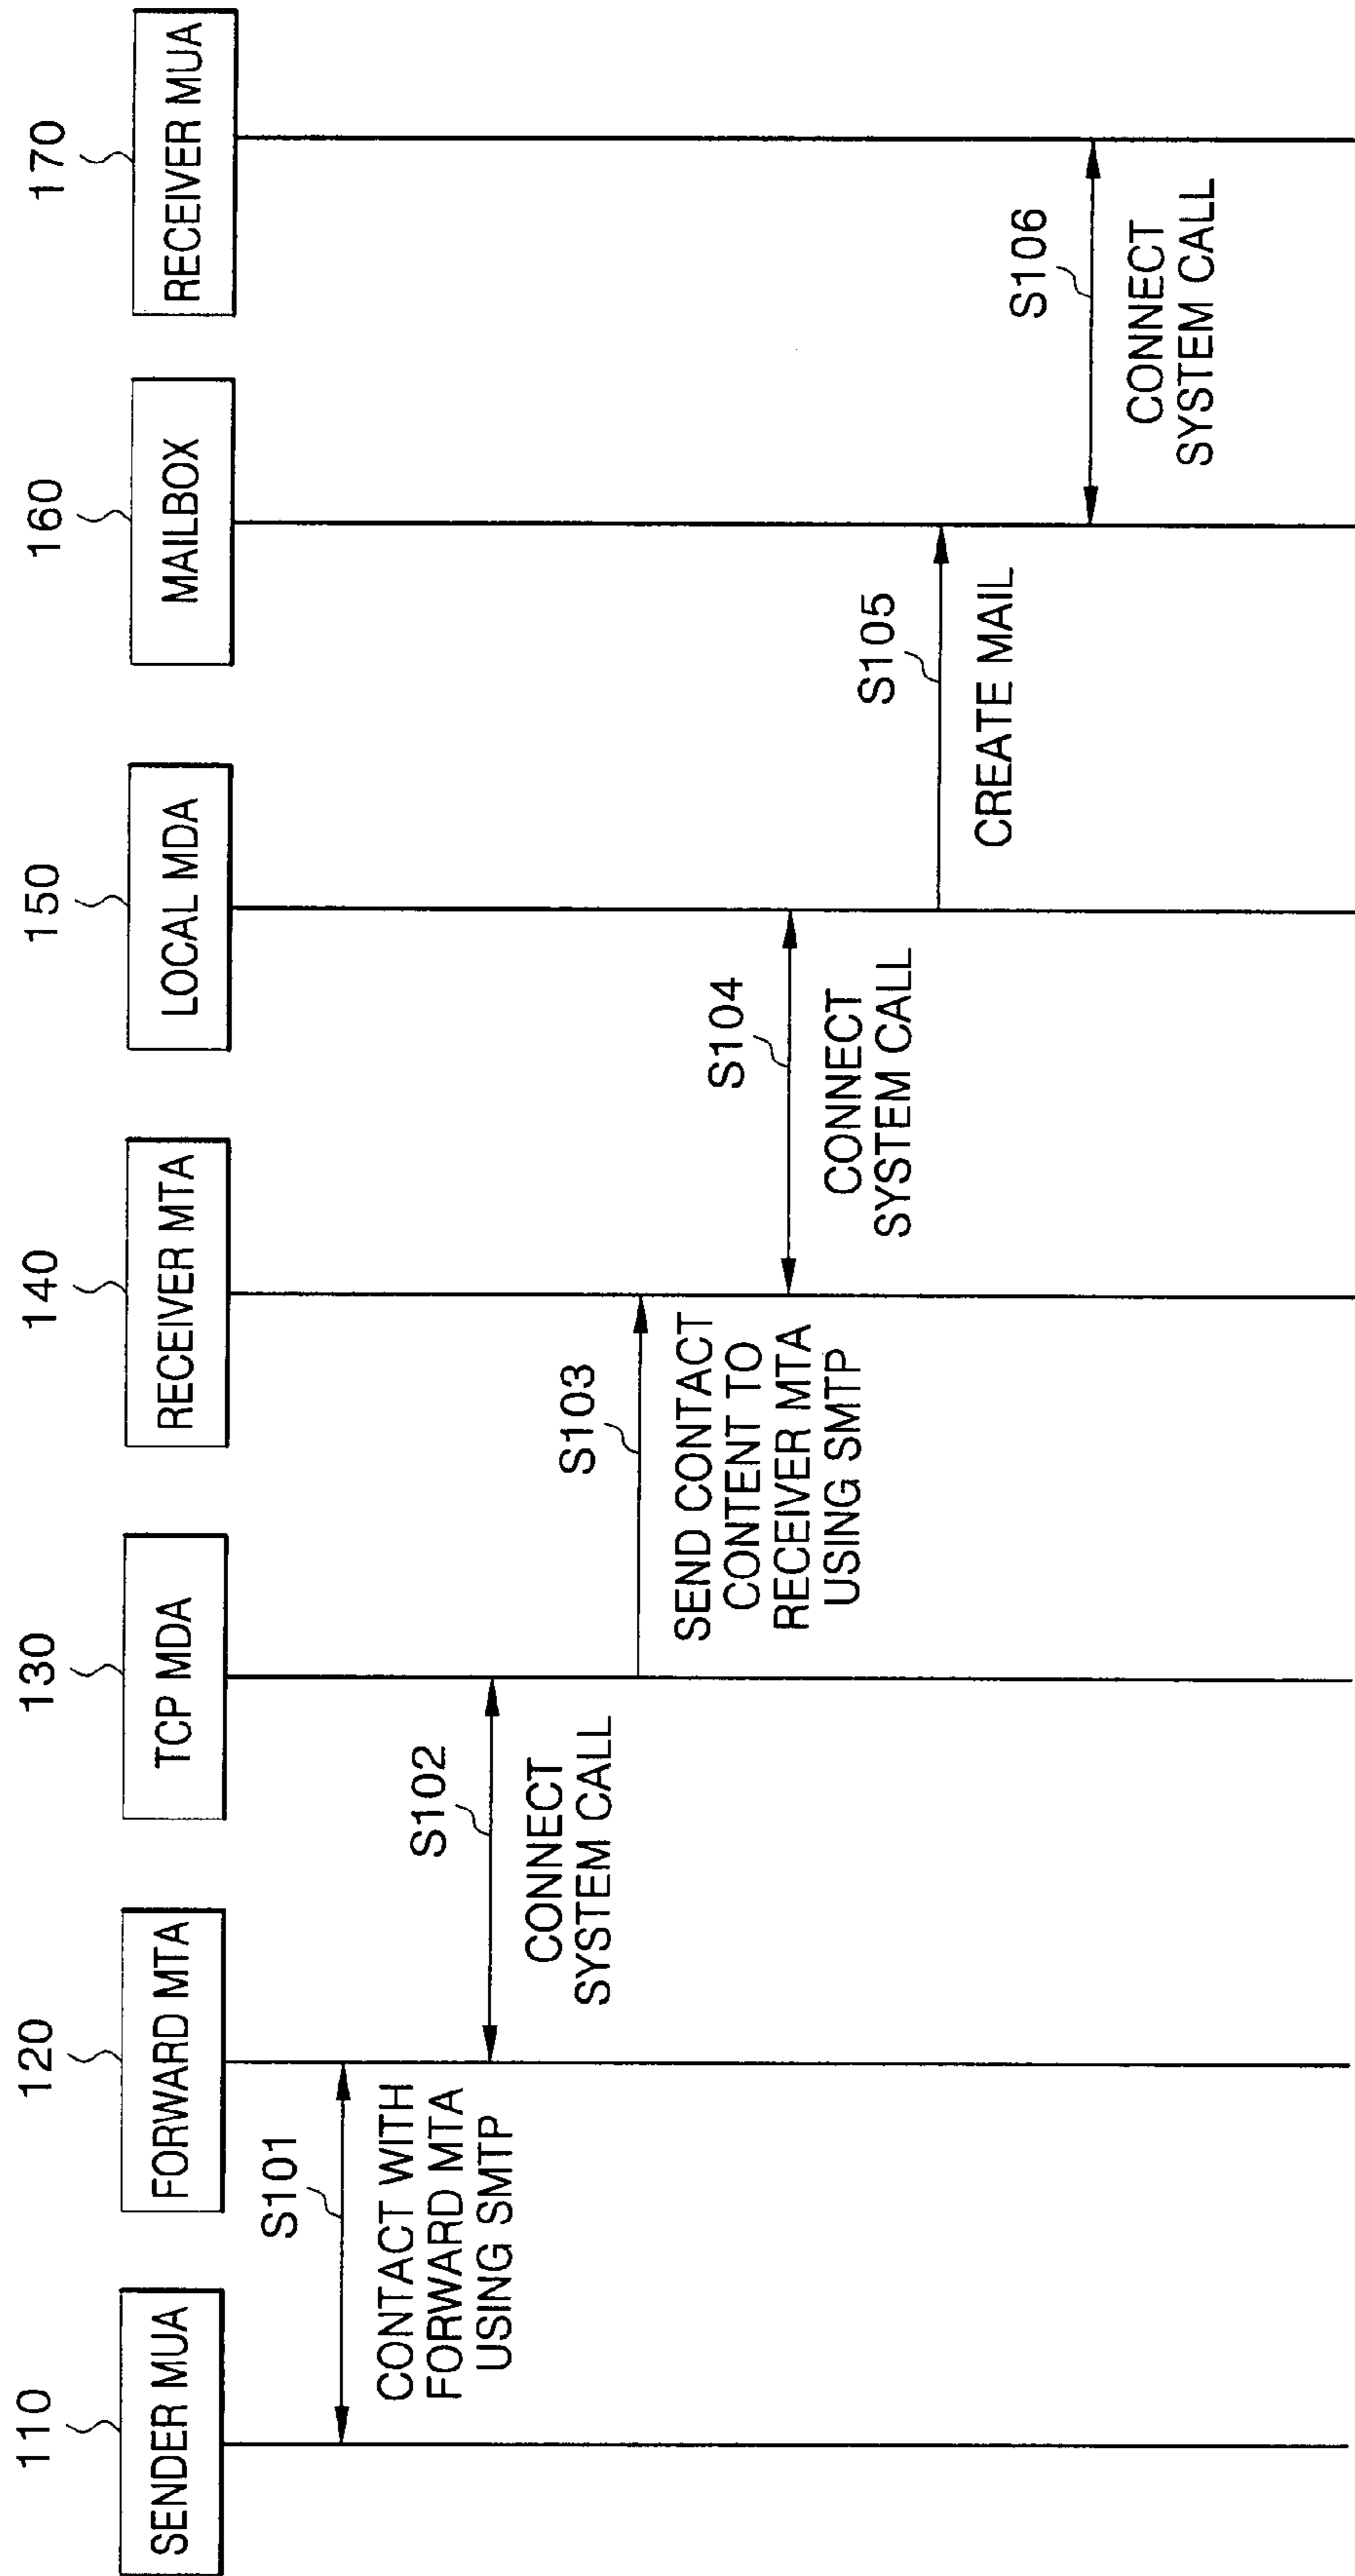 110
120
130
140
150
160
170
SENDER MUA
FORWARD MTA
TCP MDA
RECEIVER MTA
LOCAL MDA
MAILBOX
RECEIVER MUA
S101
CONTACT WITH
FORWARD MTA
USING SMTP
S102
CONNECT
SYSTEM CALL
S103
SEND CONTACT
CONTENT TO
RECEIVER MTA
USING SMTP
S104
CONNECT
SYSTEM CALL
S105
CREATE MAIL
S106
CONNECT
SYSTEM CALL